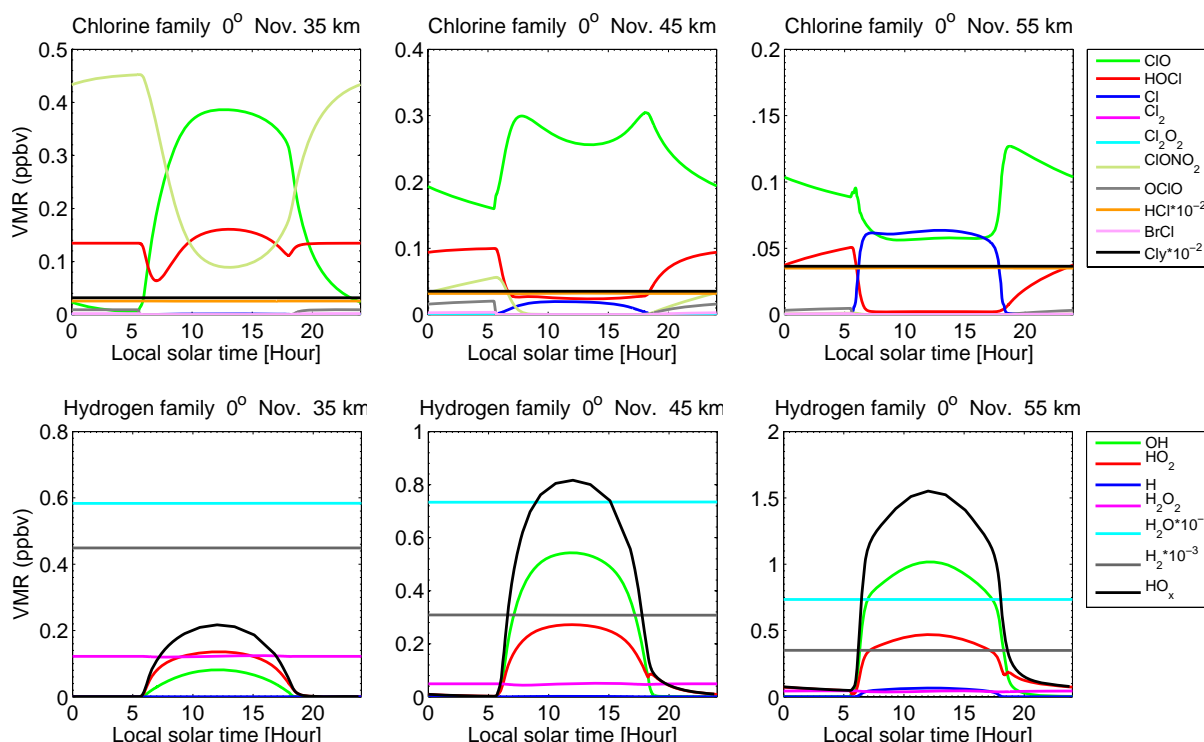 Chlorine family 0° Nov. 35 km
Chlorine family 0° Nov. 45 km
Chlorine family 0° Nov. 55 km
VMR (ppbv)
0.5
0.4
0.3
0.2
0.1
0
0 5 10 15 20
Local solar time [Hour]
0.4
0.3
0.2
0.1
0
0 5 10 15 20
Local solar time [Hour]
0.2
.15
0.1
.05
0
0 5 10 15 20
Local solar time [Hour]
ClO
HOCl
Cl
Cl₂
Cl₂O₂
ClONO₂
OClO
HCl*10⁻²
BrCl
Cly*10⁻²
Hydrogen family 0° Nov. 35 km
Hydrogen family 0° Nov. 45 km
Hydrogen family 0° Nov. 55 km
VMR (ppbv)
0.8
0.6
0.4
0.2
0
0 5 10 15 20
Local solar time [Hour]
1
0.8
0.6
0.4
0.2
0
0 5 10 15 20
Local solar time [Hour]
2
1.5
1
0.5
0
0 5 10 15 20
Local solar time [Hour]
OH
HO₂
H
H₂O₂
H₂O*10⁻
H₂*10⁻³
HOₓ